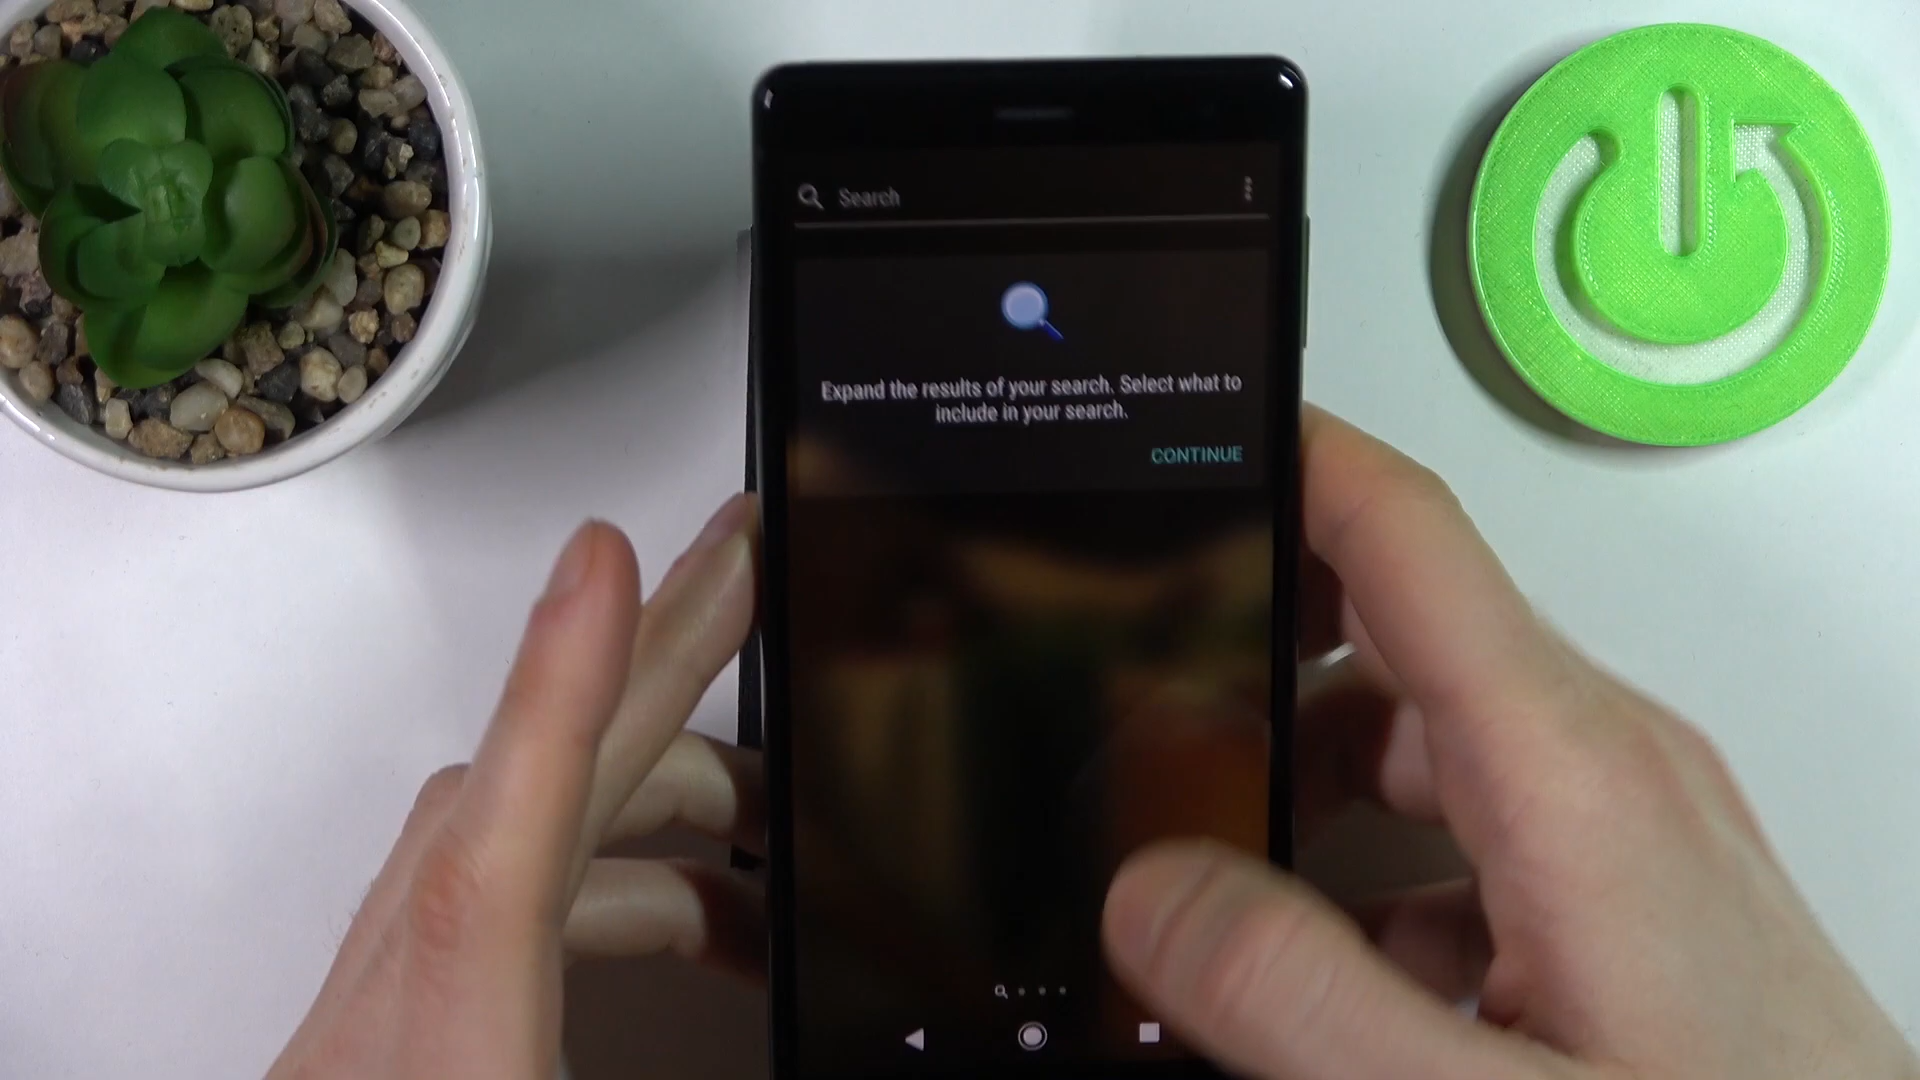 Search
Expand the results of your search. Select what to
include in your search.
CONTINUE